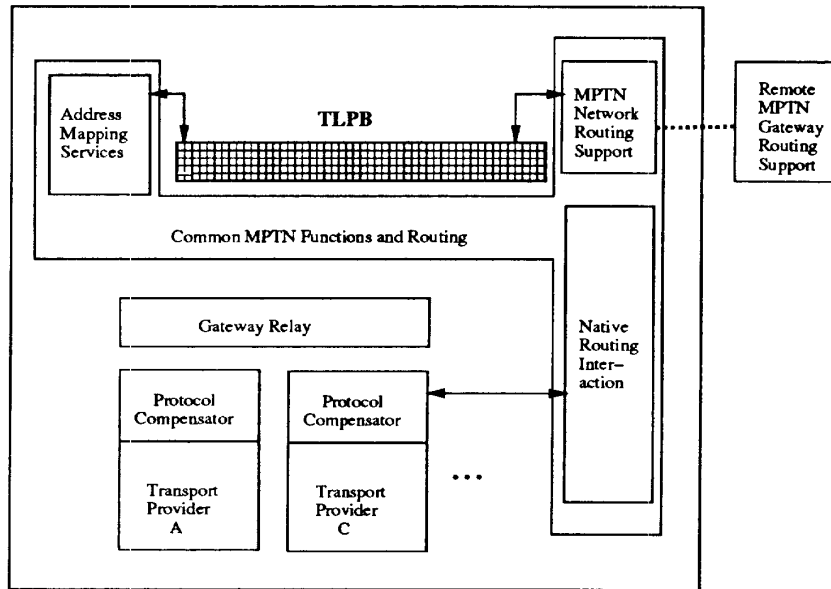 Address
Mapping
Services
TLPB
MPTN
Network
Routing
Support
Remote
MPTN
Gateway
Routing
Support
Common MPTN Functions and Routing
Gateway Relay
Native
Routing
Inter-
action
Protocol
Compensator
Protocol
Compensator
Transport
Provider
A
Transport
Provider
C
...